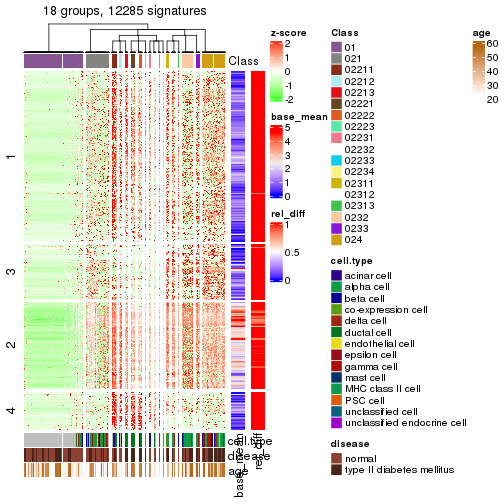 18 groups, 12285 signatures
Class
1
3
2
4
cell.type
disease
age
base_mean
rel_diff
z-score
2
1
0
-1
-2
base_mean
5
4
3
2
1
0
rel_diff
1
0.5
0
Class
01
021
02211
02212
02213
02221
02222
02223
02231
02232
02233
02234
02311
02312
02313
0232
0233
024
cell.type
acinar cell
alpha cell
beta cell
co-expression cell
delta cell
ductal cell
endothelial cell
epsilon cell
gamma cell
mast cell
MHC class II cell
PSC cell
unclassified cell
unclassified endocrine cell
disease
normal
type II diabetes mellitus
age
60
50
40
30
20